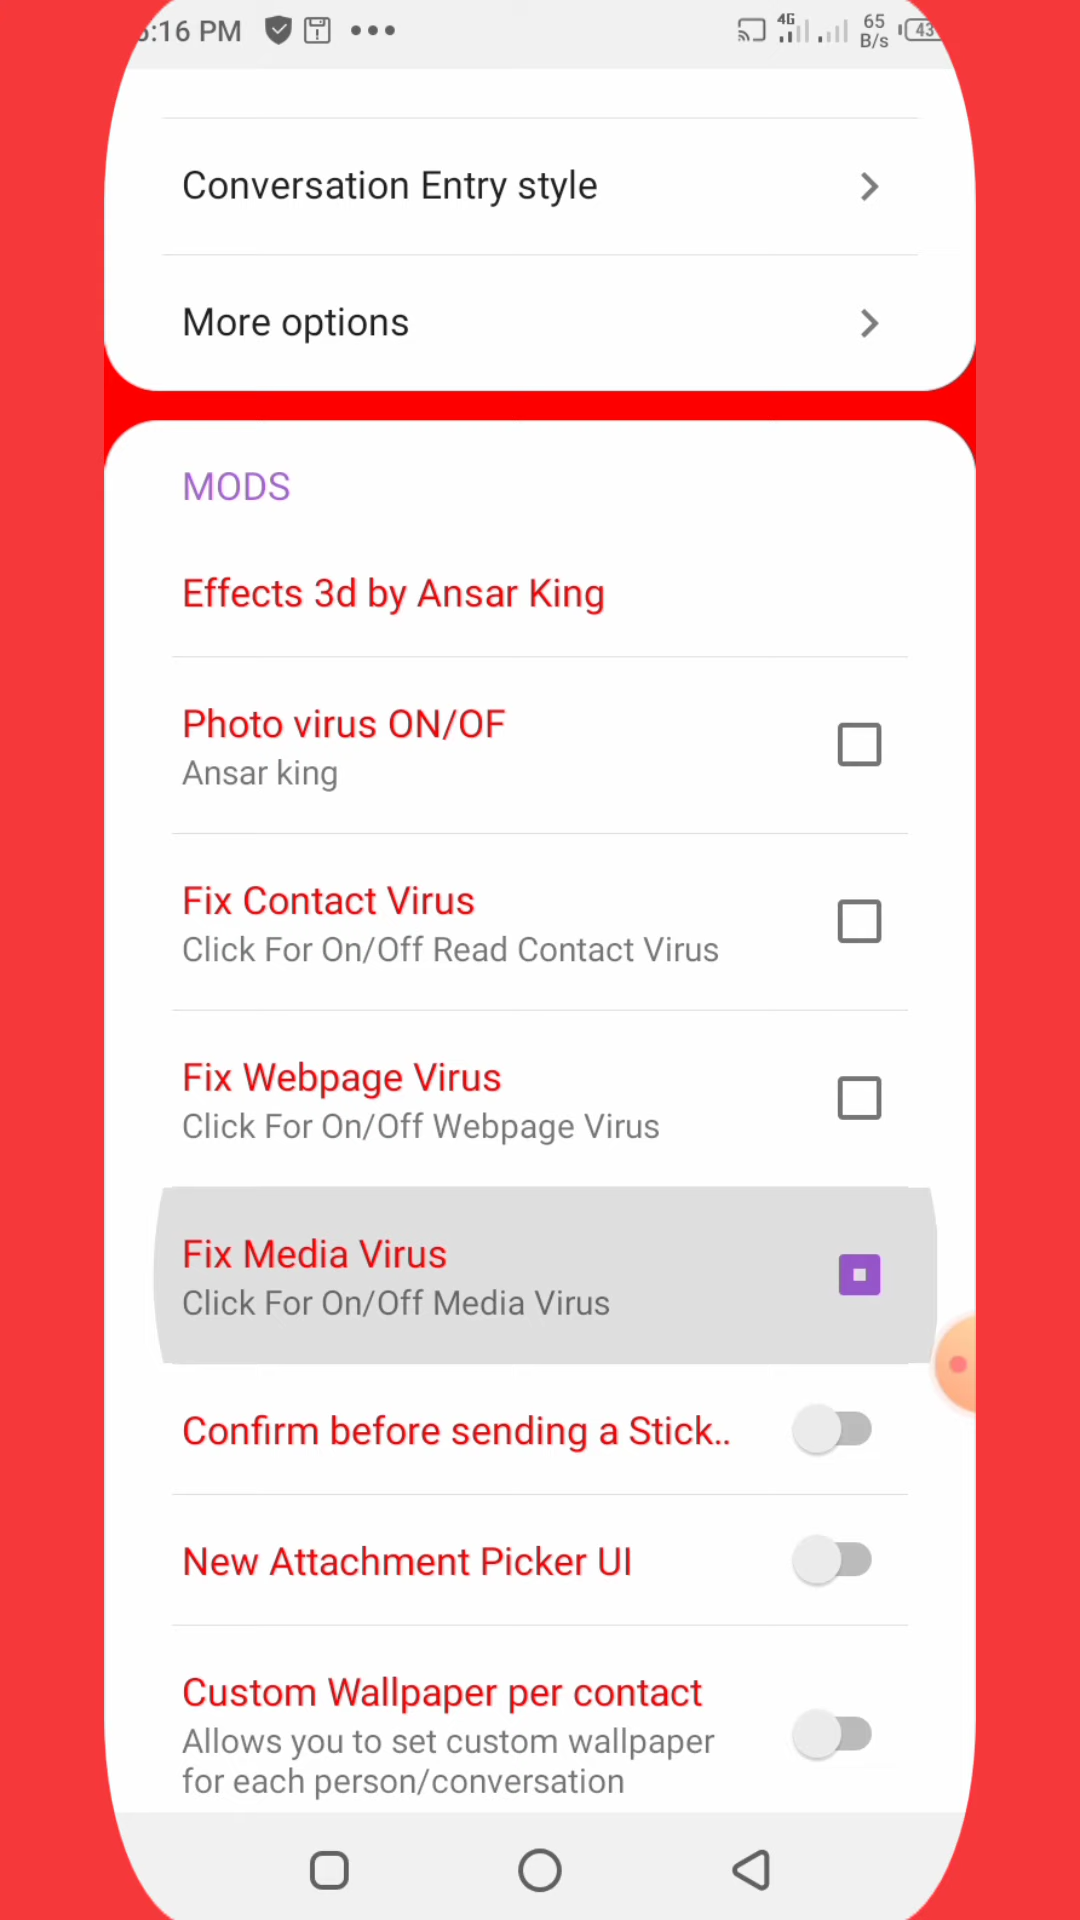 :16 PM
4G
65
B/s
43
Conversation Entry style
More options
MODS
Effects 3d by Ansar King
Photo virus ON/OF
Ansar king
Fix Contact Virus
Click For On/Off Read Contact Virus
Fix Webpage Virus
Click For On/Off Webpage Virus
Fix Media Virus
Click For On/Off Media Virus
Confirm before sending a Stick..
New Attachment Picker UI
Custom Wallpaper per contact
Allows you to set custom wallpaper
for each person/conversation